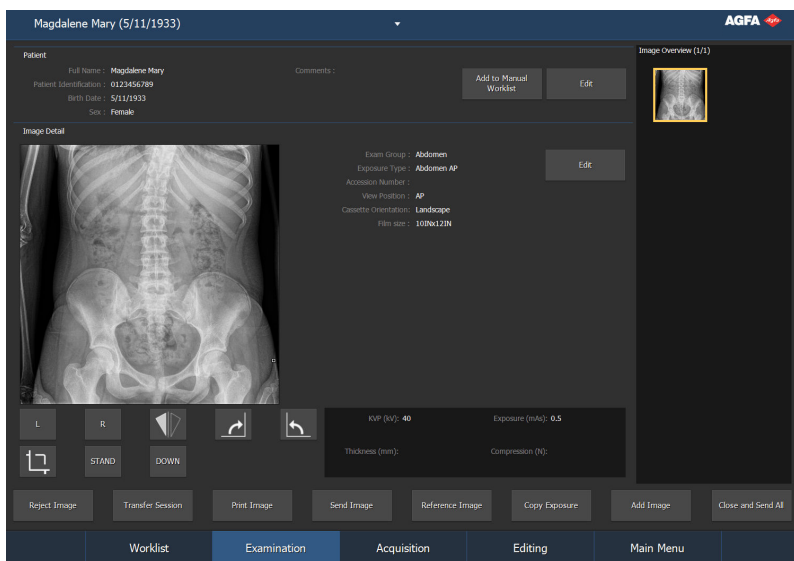 Magdalene Mary (5/11/1933)
AGFA
Patient
Full Name : Magdalene Mary
Comments :
Patient Identification : 0123456789
Birth Date : 5/11/1933
Sex : Female
Add to Manual
Worklist
Edit
Image Overview (1/1)
Image Detail
Exam Group : Abdomen
Exposure Type : Abdomen AP
Accession Number :
View Position : AP
Cassette Orientation: Landscape
Film size : 10INx12IN
Edit
L
R
STAND
DOWN
KVP (kV): 40
Exposure (mAs): 0.5
Thickness (mm):
Compression (N):
Reject Image
Transfer Session
Print Image
Send Image
Reference Image
Copy Exposure
Add Image
Close and Send All
Worklist
Examination
Acquisition
Editing
Main Menu